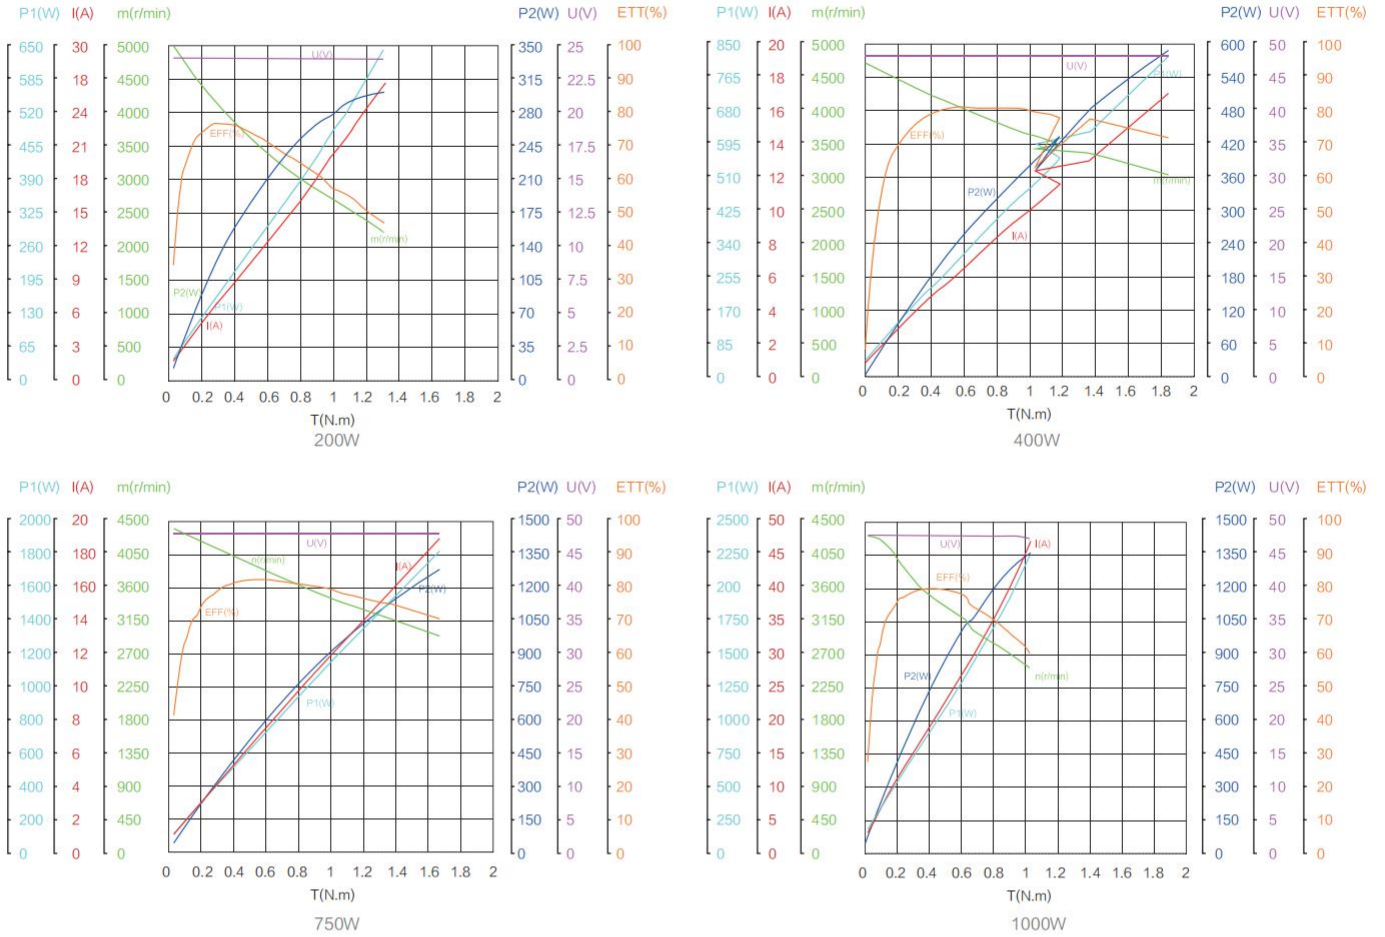 P1(W) I(A) m(r/min) P2(W) U(V) ETT(%)
650 30 5000 350 25 100
585 18 4500 315 22.5 90
520 24 4000 280 20 80
455 21 3500 245 17.5 70
390 18 3000 210 15 60
325 15 2500 175 12.5 50
260 12 2000 140 10 40
195 9 1500 105 7.5 30
130 6 1000 70 5 20
65 3 500 35 2.5 10
0 0 0 0 0 0
U(V)
EFF(%)
m(r/min)
P2(W)
P1(W)
I(A)
0 0.2 0.4 0.6 0.8 1 1.2 1.4 1.6 1.8 2
T(N.m)
200W
P1(W) I(A) m(r/min) P2(W) U(V) ETT(%)
850 20 5000 600 50 100
765 18 4500 540 45 90
680 16 4000 480 40 80
595 14 3500 420 35 70
510 12 3000 360 30 60
425 10 2500 300 25 50
340 8 2000 240 20 40
255 6 1500 180 15 30
170 4 1000 120 10 20
85 2 500 60 5 10
0 0 0 0 0 0
U(V)
P1(W)
EFF(%)
m(r/min)
P2(W)
I(A)
0 0.2 0.4 0.6 0.8 1 1.2 1.4 1.6 1.8 2
T(N.m)
400W
P1(W) I(A) m(r/min) P2(W) U(V) ETT(%)
2000 20 4500 1500 50 100
1800 180 4050 1350 45 90
1600 160 3600 1200 40 80
1400 14 3150 1050 35 70
1200 12 2700 900 30 60
1000 10 2250 750 25 50
800 8 1800 600 20 40
600 6 1350 450 15 30
400 4 900 300 10 20
200 2 450 150 5 10
0 0 0 0 0 0
U(V)
n(r/min)
I(A)
P2(W)
EFF(%)
P1(W)
0 0.2 0.4 0.6 0.8 1 1.2 1.4 1.6 1.8 2
T(N.m)
750W
P1(W) I(A) m(r/min) P2(W) U(V) ETT(%)
2500 50 4500 1500 50 100
2250 45 4050 1350 45 90
2000 40 3600 1200 40 80
1750 35 3150 1050 35 70
1500 30 2700 900 30 60
1250 25 2250 750 25 50
1000 20 1800 600 20 40
750 15 1350 450 15 30
500 10 900 300 10 20
250 5 450 150 5 10
0 0 0 0 0 0
U(V)
I(A)
EFF(%)
P2(W)
n(r/min)
P1(W)
0 0.2 0.4 0.6 0.8 1 1.2 1.4 1.6 1.8 2
T(N.m)
1000W